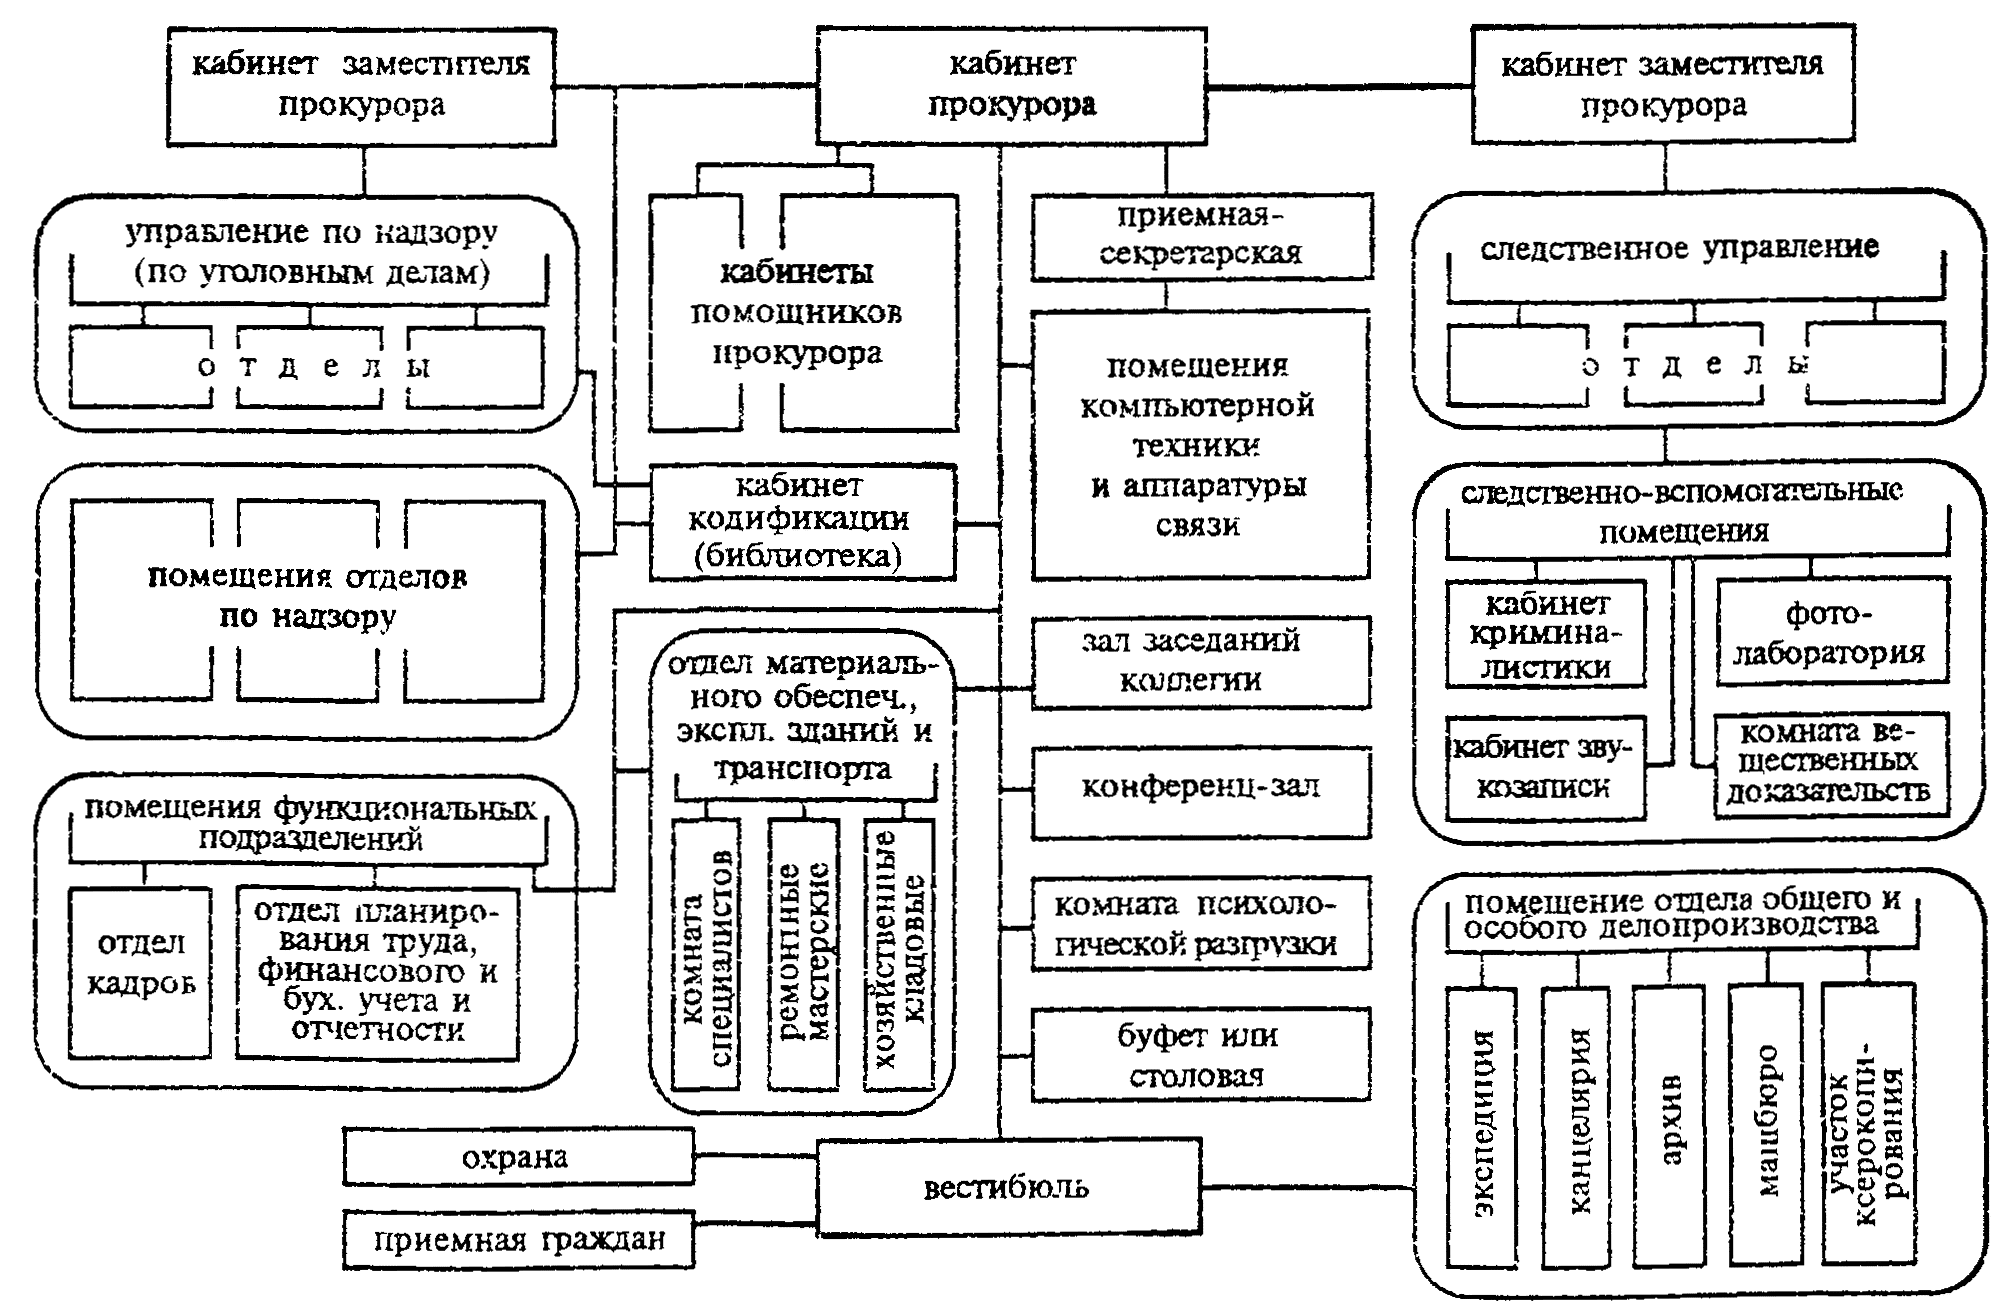 кабинет заместителя
прокурора
кабинет
прокурора
кабинет заместителя
прокурора
управление по надзору
(по уголовным делам)
отделы
кабинеты
помощников
прокурора
приемная-
секретарская
следственное управление
отделы
помещения
компьютерной
техники
и аппаратуры
связи
кабинет
кодификации
(библиотека)
помещения отделов
по надзору
следственно-вспомогательные
помещения
кабинет
кримина-
листики
фото-
лаборатория
кабинет зву-
козаписи
комната ве-
щественных
доказательств
отдел материаль-
ного обеспеч.,
экспл. зданий и
транспорта
комната
специалистов
ремонтные
мастерские
хозяйственные
кладовые
зал заседаний
коллегии
конференц-зал
комната психоло-
гической разгрузки
буфет или
столовая
помещения функциональных
подразделений
отдел
кадров
отдел планиро-
вания труда,
финансового и
бух. учета и
отчетности
помещение отдела общего и
особого делопроизводства
экспедиция
канцелярия
архив
машбюро
участок
ксерокопи-
рования
охрана
приемная граждан
вестибюль